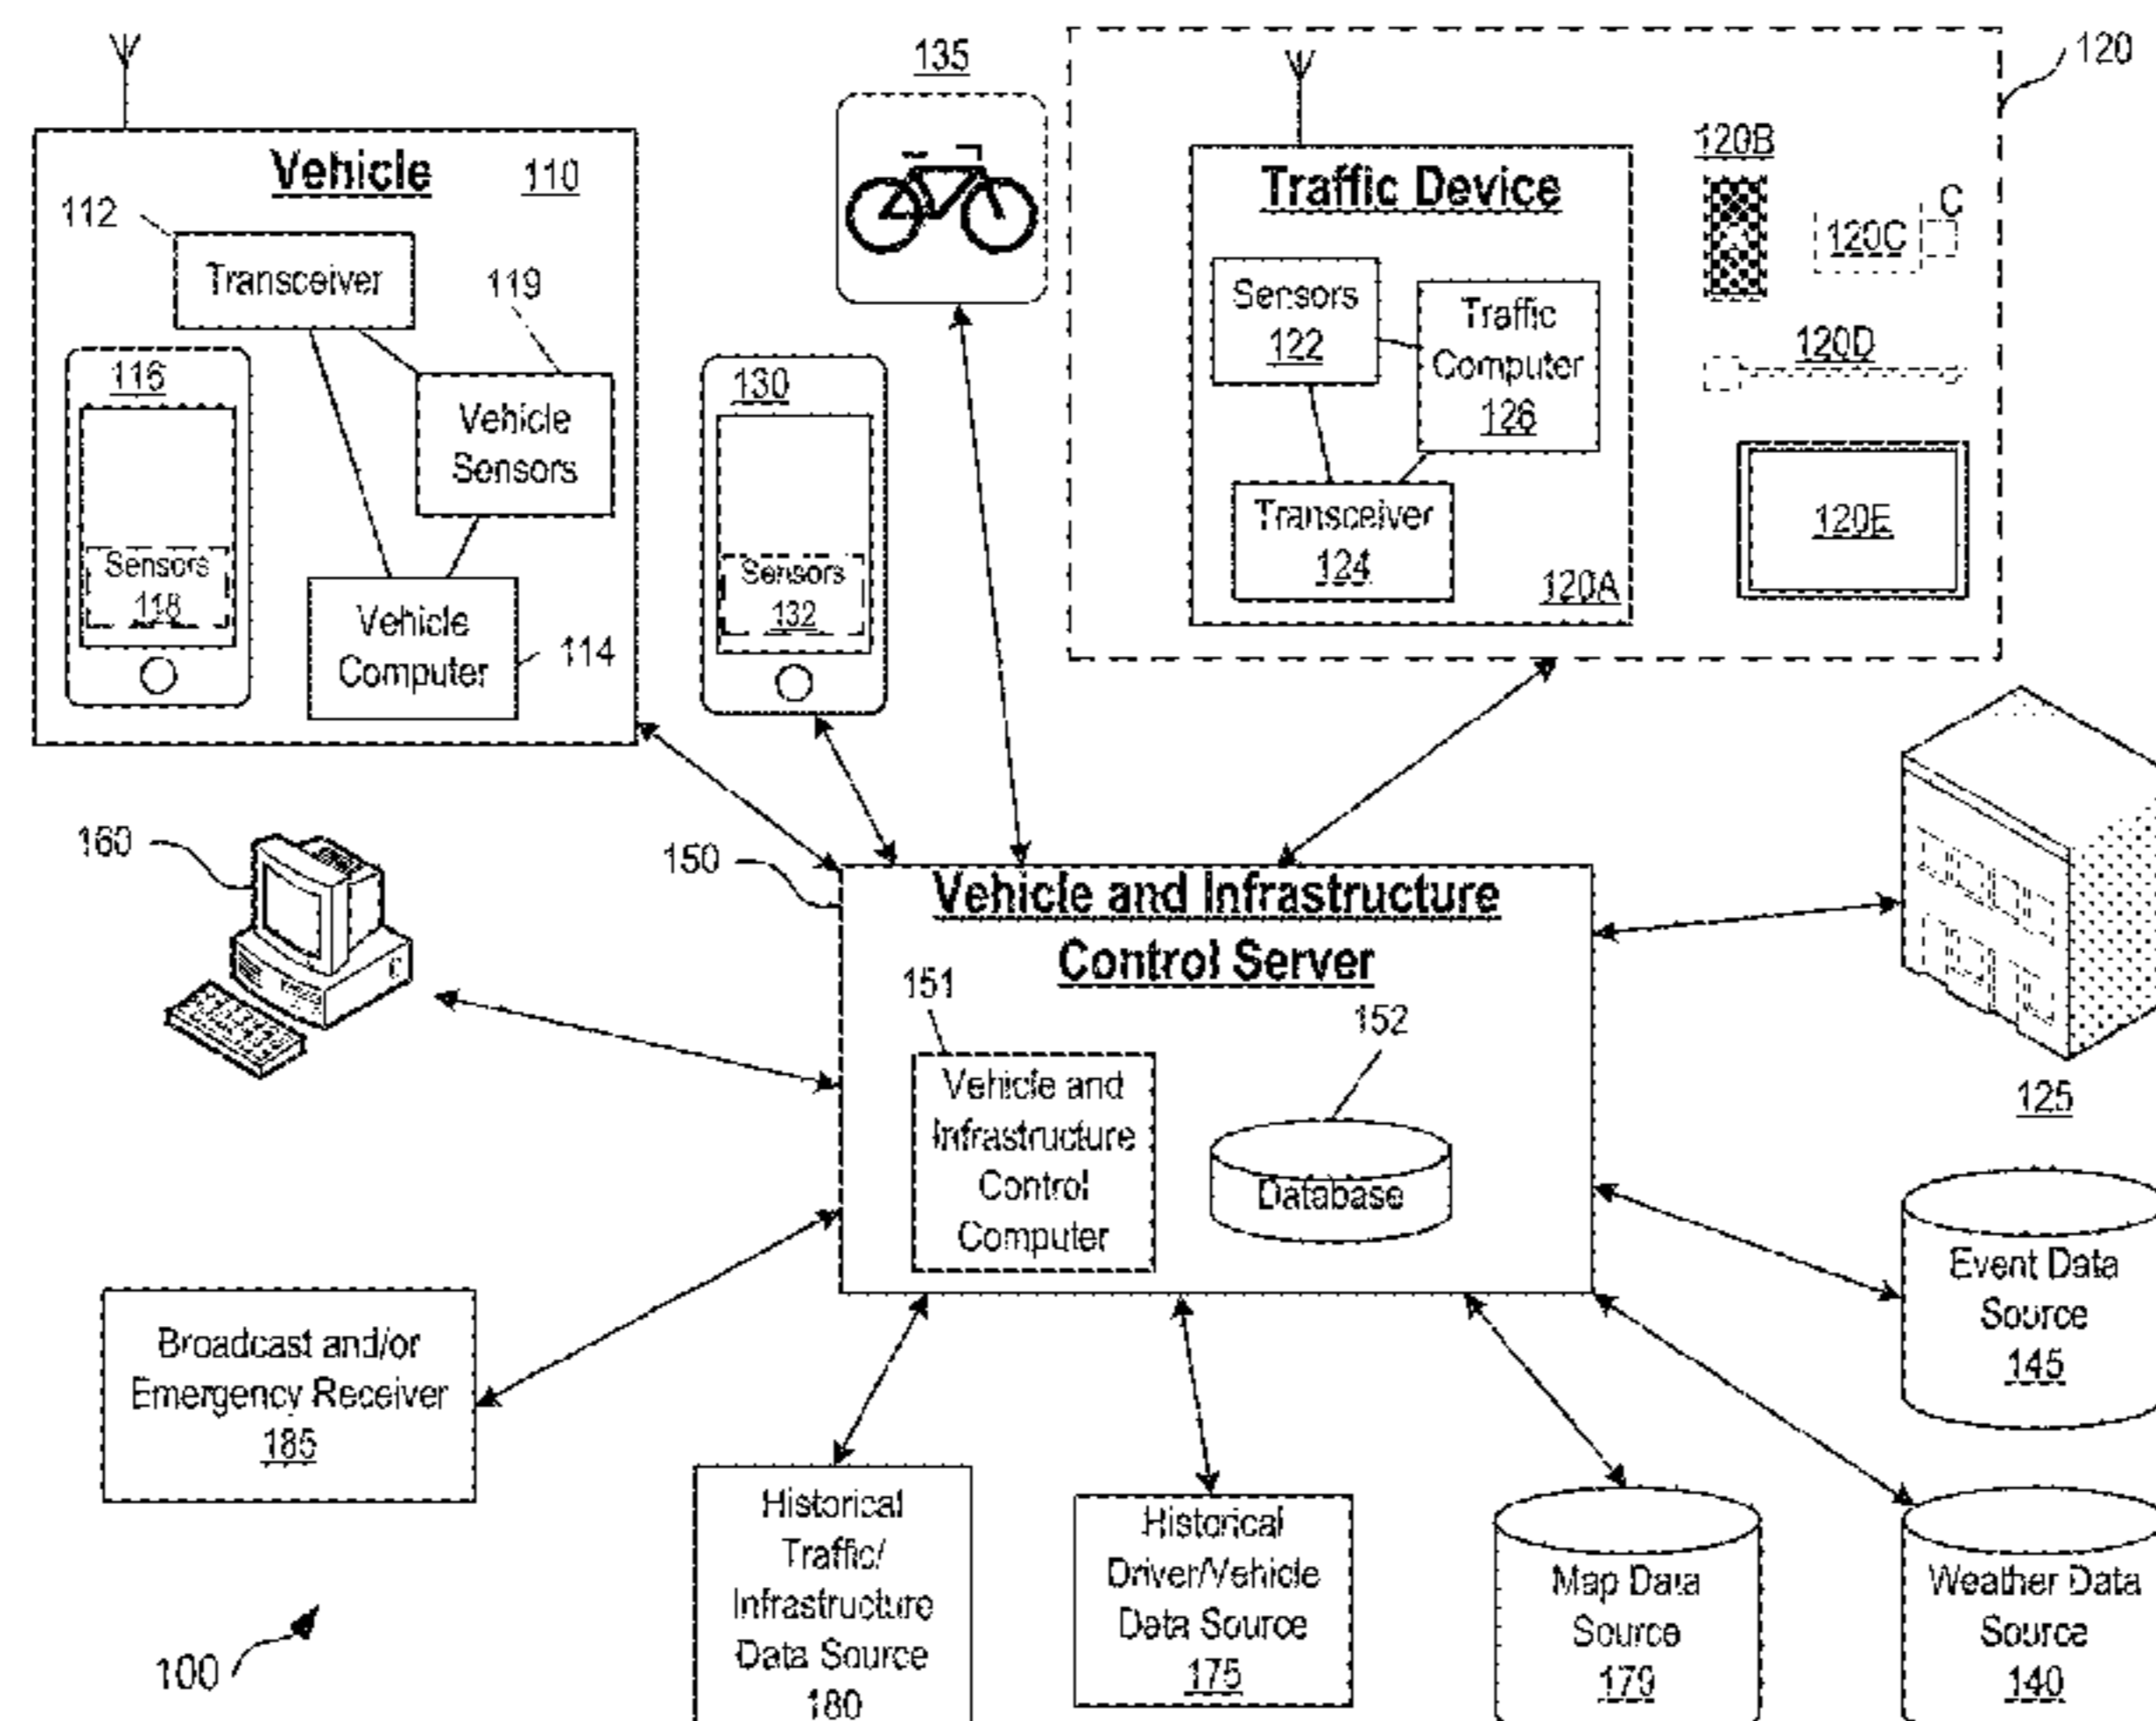 135
120
Vehicle
110
112
Transceiver
119
116
Vehicle
Sensors
Sensors
118
Vehicle
Computer
114
130
Sensors
132
Traffic Device
Sensors
122
Traffic
Computer
126
Transceiver
124
120A
120B
120C
C
120D
120E
160
150
Vehicle and Infrastructure
Control Server
151
152
Vehicle and
Infrastructure
Control
Computer
Database
125
Event Data
Source
145
Broadcast and/or
Emergency Receiver
185
Historical
Traffic/
Infrastructure
Data Source
180
Historical
Driver/Vehicle
Data Source
175
Map Data
Source
179
Weather Data
Source
140
100